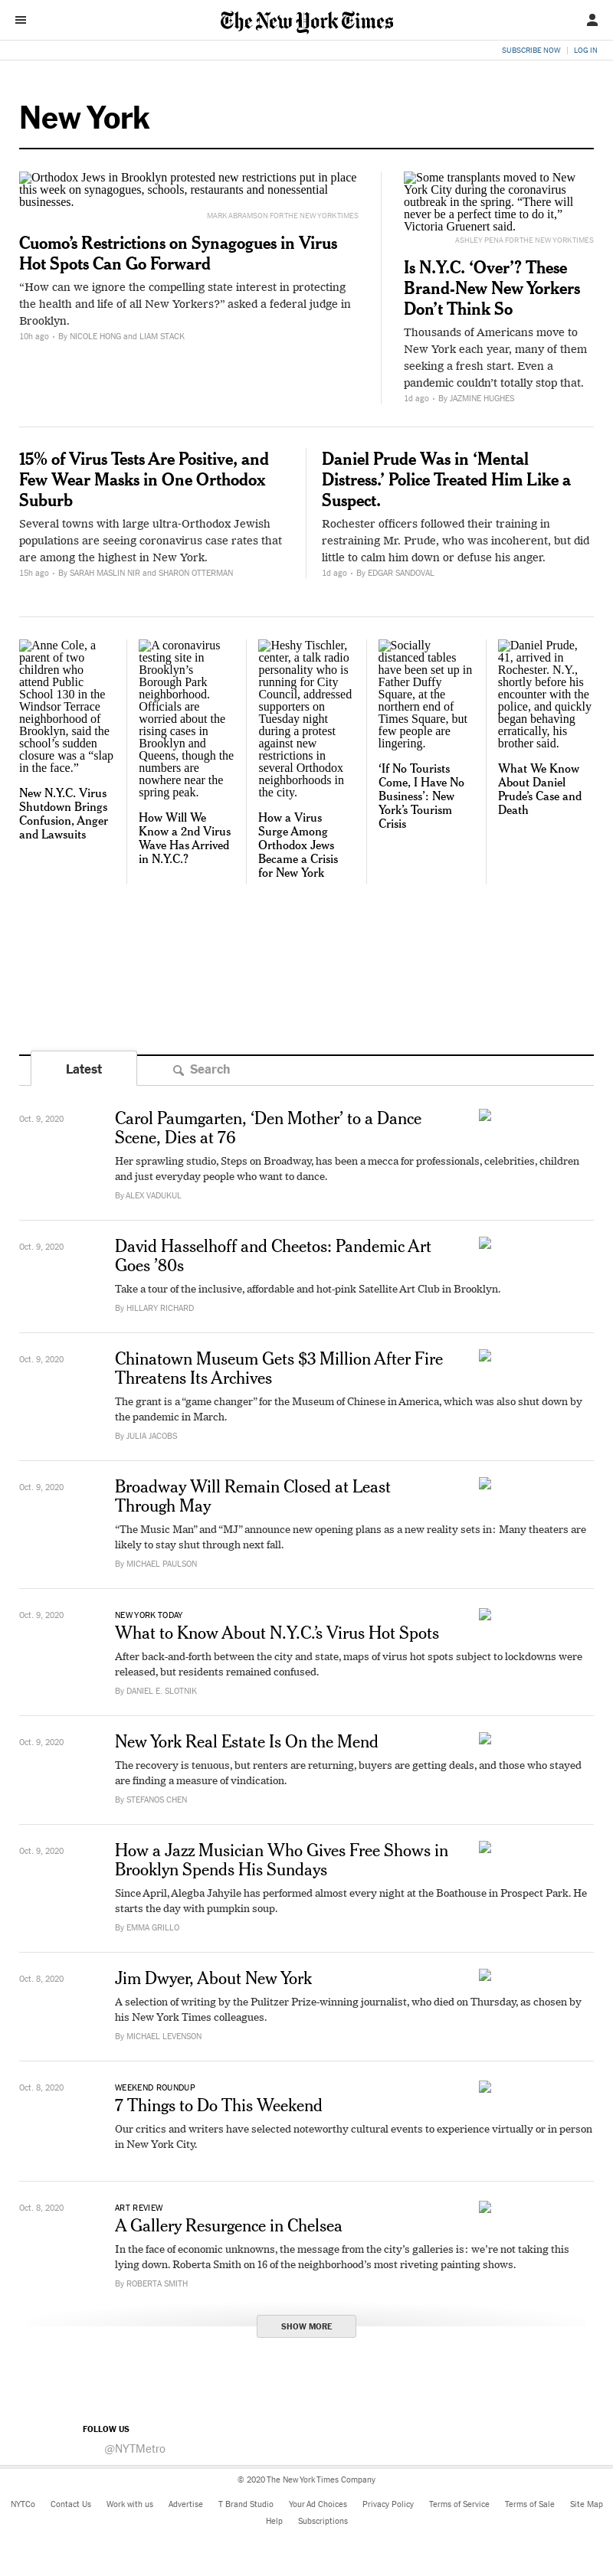 The New York Times
SUBSCRIBE NOW | LOG IN
New York
Orthodox Jews in Brooklyn protested new restrictions put in place
this week on synagogues, schools, restaurants and nonessential
businesses.
MARK ABRAMSON FOR THE NEW YORK TIMES
Cuomo’s Restrictions on Synagogues in Virus
Hot Spots Can Go Forward
“How can we ignore the compelling state interest in protecting
the health and life of all New Yorkers?” asked a federal judge in
Brooklyn.
10h ago • By NICOLE HONG and LIAM STACK
Some transplants moved to New
York City during the coronavirus
outbreak in the spring. “There will
never be a perfect time to do it,”
Victoria Gruenert said.
ASHLEY PENA FOR THE NEW YORK TIMES
Is N.Y.C. ‘Over’? These
Brand-New New Yorkers
Don’t Think So
Thousands of Americans move to
New York each year, many of them
seeking a fresh start. Even a
pandemic couldn’t totally stop that.
1d ago • By JAZMINE HUGHES
15% of Virus Tests Are Positive, and
Few Wear Masks in One Orthodox
Suburb
Several towns with large ultra-Orthodox Jewish
populations are seeing coronavirus case rates that
are among the highest in New York.
15h ago • By SARAH MASLIN NIR and SHARON OTTERMAN
Daniel Prude Was in ‘Mental
Distress.’ Police Treated Him Like a
Suspect.
Rochester officers followed their training in
restraining Mr. Prude, who was incoherent, but did
little to calm him down or defuse his anger.
1d ago • By EDGAR SANDOVAL
Anne Cole, a
parent of two
children who
attend Public
School 130 in the
Windsor Terrace
neighborhood of
Brooklyn, said the
school’s sudden
closure was a “slap
in the face.”
New N.Y.C. Virus
Shutdown Brings
Confusion, Anger
and Lawsuits
A coronavirus
testing site in
Brooklyn’s
Borough Park
neighborhood.
Officials are
worried about the
rising cases in
Brooklyn and
Queens, though the
numbers are
nowhere near the
spring peak.
How Will We
Know a 2nd Virus
Wave Has Arrived
in N.Y.C.?
Heshy Tischler,
center, a talk radio
personality who is
running for City
Council, addressed
supporters on
Tuesday night
during a protest
against new
restrictions in
several Orthodox
neighborhoods in
the city.
How a Virus
Surge Among
Orthodox Jews
Became a Crisis
for New York
Socially
distanced tables
have been set up in
Father Duffy
Square, at the
northern end of
Times Square, but
few people are
lingering.
‘If No Tourists
Come, I Have No
Business’: New
York’s Tourism
Crisis
Daniel Prude,
41, arrived in
Rochester. N.Y.,
shortly before his
encounter with the
police, and quickly
began behaving
erratically, his
brother said.
What We Know
About Daniel
Prude’s Case and
Death
Latest
Search
Oct. 9, 2020
Carol Paumgarten, ‘Den Mother’ to a Dance
Scene, Dies at 76
Her sprawling studio, Steps on Broadway, has been a mecca for professionals, celebrities, children
and just everyday people who want to dance.
By ALEX VADUKUL
Oct. 9, 2020
David Hasselhoff and Cheetos: Pandemic Art
Goes ’80s
Take a tour of the inclusive, affordable and hot-pink Satellite Art Club in Brooklyn.
By HILLARY RICHARD
Oct. 9, 2020
Chinatown Museum Gets $3 Million After Fire
Threatens Its Archives
The grant is a “game changer” for the Museum of Chinese in America, which was also shut down by
the pandemic in March.
By JULIA JACOBS
Oct. 9, 2020
Broadway Will Remain Closed at Least
Through May
“The Music Man” and “MJ” announce new opening plans as a new reality sets in: Many theaters are
likely to stay shut through next fall.
By MICHAEL PAULSON
Oct. 9, 2020
NEW YORK TODAY
What to Know About N.Y.C.’s Virus Hot Spots
After back-and-forth between the city and state, maps of virus hot spots subject to lockdowns were
released, but residents remained confused.
By DANIEL E. SLOTNIK
Oct. 9, 2020
New York Real Estate Is On the Mend
The recovery is tenuous, but renters are returning, buyers are getting deals, and those who stayed
are finding a measure of vindication.
By STEFANOS CHEN
Oct. 9, 2020
How a Jazz Musician Who Gives Free Shows in
Brooklyn Spends His Sundays
Since April, Alegba Jahyile has performed almost every night at the Boathouse in Prospect Park. He
starts the day with pumpkin soup.
By EMMA GRILLO
Oct. 8, 2020
Jim Dwyer, About New York
A selection of writing by the Pulitzer Prize-winning journalist, who died on Thursday, as chosen by
his New York Times colleagues.
By MICHAEL LEVENSON
Oct. 8, 2020
WEEKEND ROUNDUP
7 Things to Do This Weekend
Our critics and writers have selected noteworthy cultural events to experience virtually or in person
in New York City.
Oct. 8, 2020
ART REVIEW
A Gallery Resurgence in Chelsea
In the face of economic unknowns, the message from the city’s galleries is: we’re not taking this
lying down. Roberta Smith on 16 of the neighborhood’s most riveting painting shows.
By ROBERTA SMITH
SHOW MORE
FOLLOW US
@NYTMetro
© 2020 The New York Times Company
NYTCo Contact Us Work with us Advertise T Brand Studio Your Ad Choices Privacy Policy Terms of Service Terms of Sale Site Map
Help Subscriptions